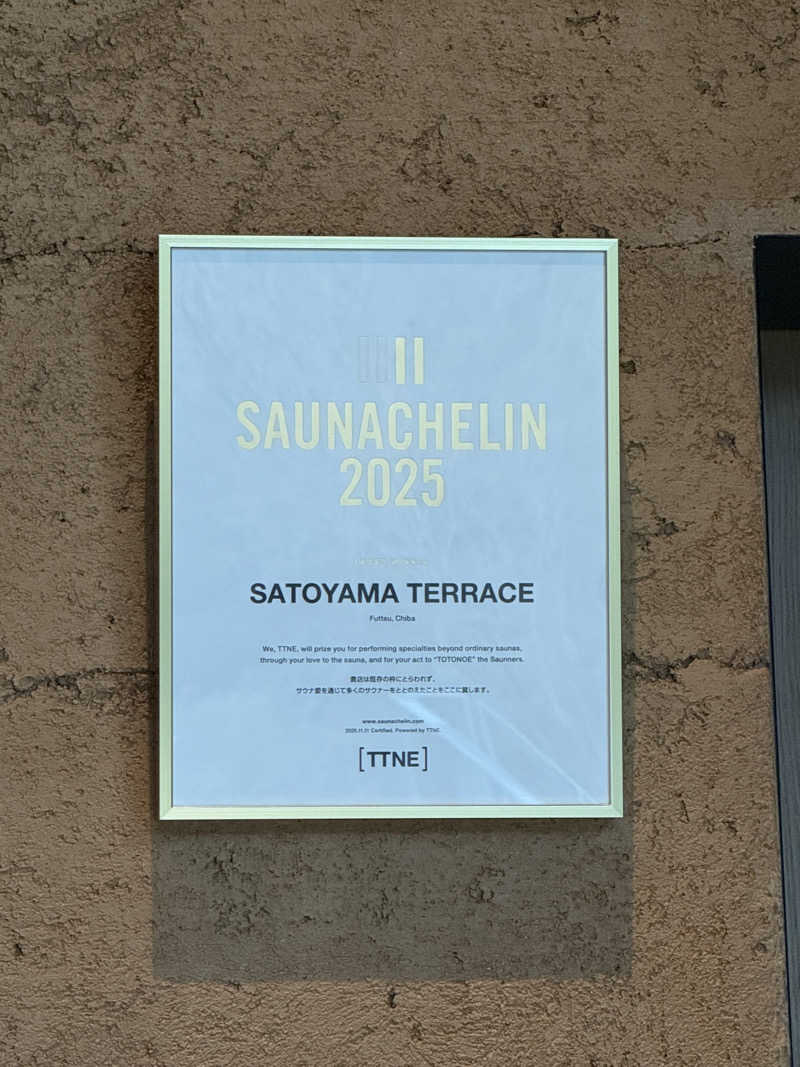 SAUNACHELIN
2025
SATOYAMA TERRACE
Futtsu, Chiba
We, TTNE, will prize you for performing specialties beyond ordinary saunas,
through your love to the sauna, and for your act to "TOTONOE" the Saunners.
貴店は既存の枠にとらわれず、
サウナ愛を通じて多くのサウナーをととのえたことをここに賞します。
www.saunachelin.com
2025.11.11 Certified. Powered by TTNE.
[TTNE]